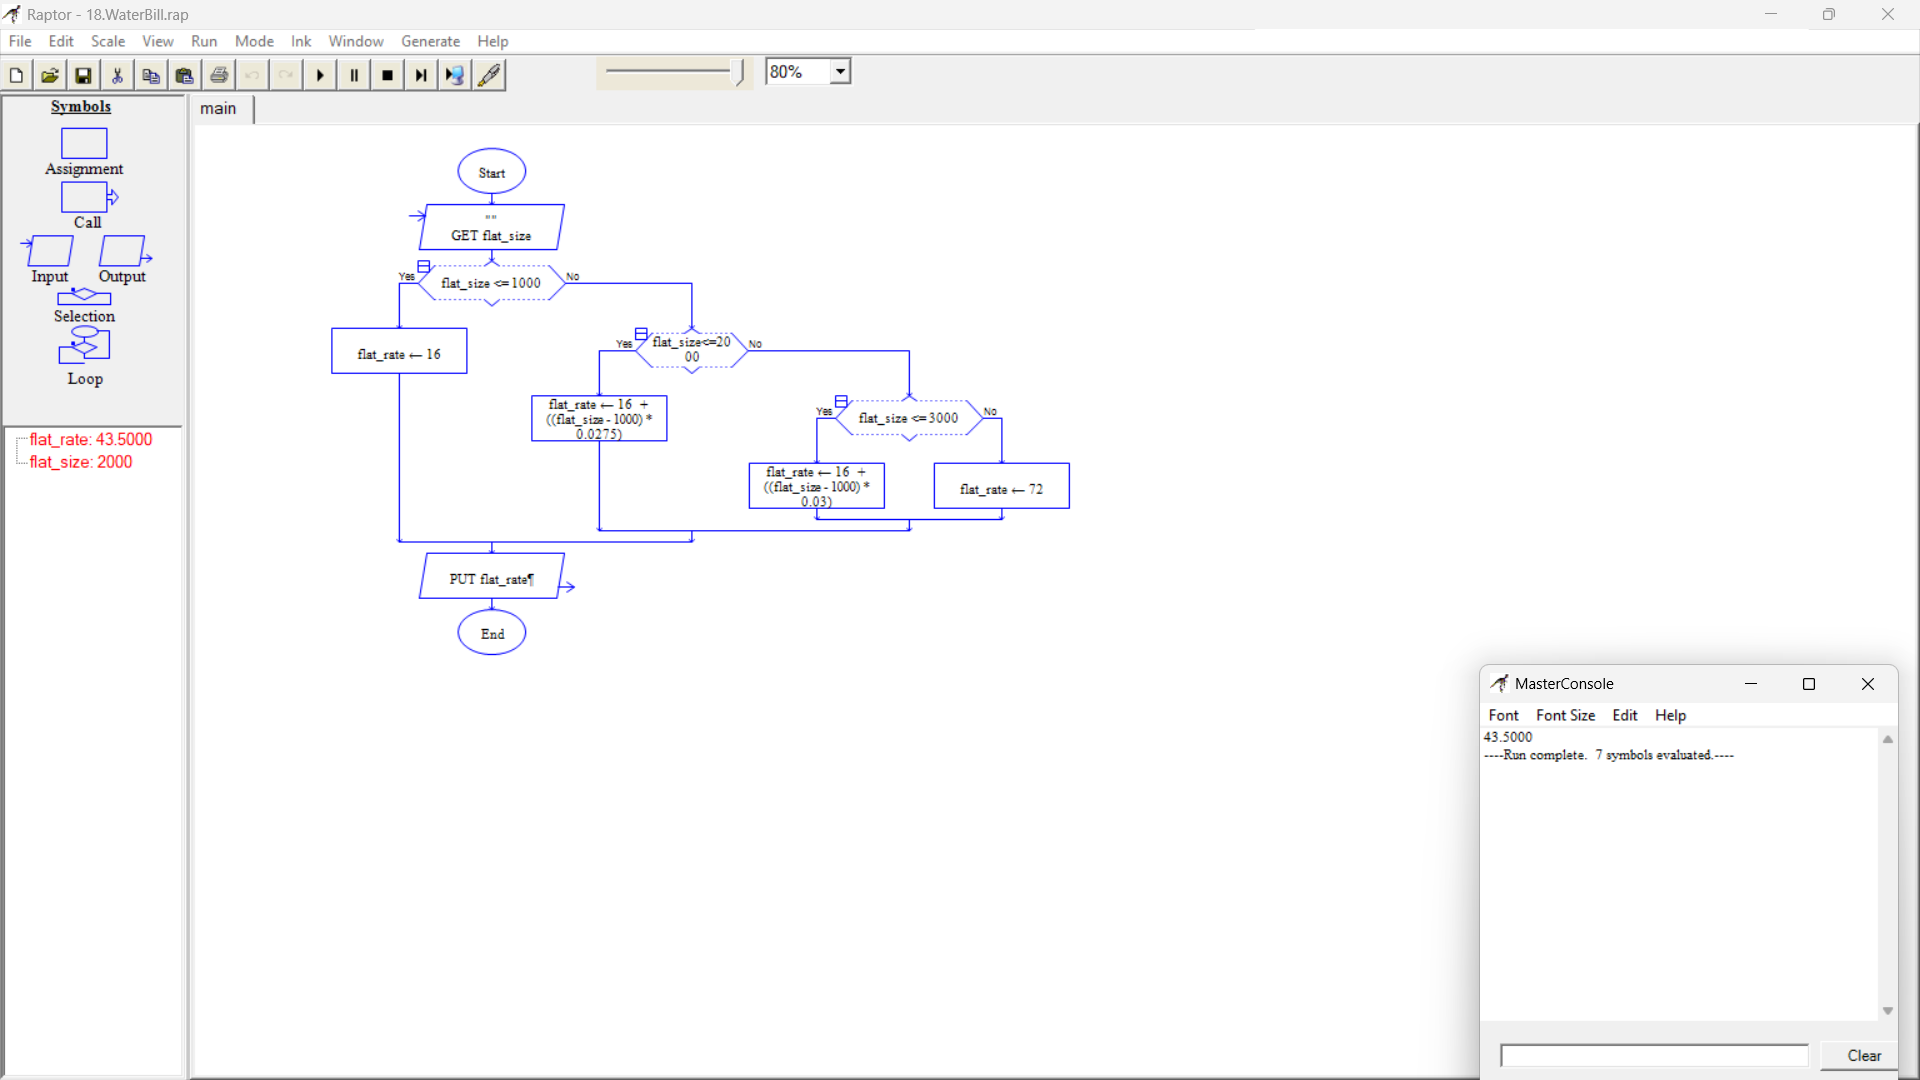 Raptor - 18.WaterBill.rap
File Edit Scale View Run Mode Ink Window Generate Help
80%
Symbols
Assignment
Call
Input Output
Selection
Loop
flat_rate: 43.5000
flat_size: 2000
main
Start
""
GET flat_size
Yes flat_size <=1000 No
flat_rate ← 16
Yes flat_size<=20 No
00
flat_rate ← 16 +
((flat_size - 1000) *
0.0275)
Yes flat_size <=3000 No
flat_rate ← 16 +
((flat_size - 1000) *
0.03)
flat_rate ← 72
PUT flat_rate¶
End
MasterConsole
Font Font Size Edit Help
43.5000
----Run complete. 7 symbols evaluated.----
Clear